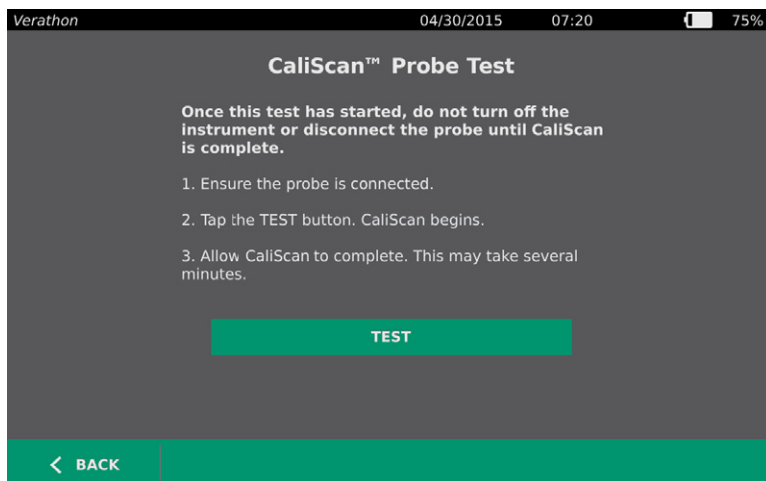 Verathon 04/30/2015 07:20 75%
CaliScan™ Probe Test
Once this test has started, do not turn off the
instrument or disconnect the probe until CaliScan
is complete.
1. Ensure the probe is connected.
2. Tap the TEST button. CaliScan begins.
3. Allow CaliScan to complete. This may take several
minutes.
TEST
BACK